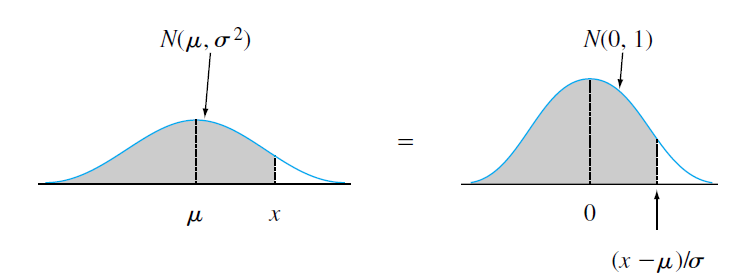 N(μ, σ²)
N(0, 1)
=
μ
x
0
(x − μ)/σ